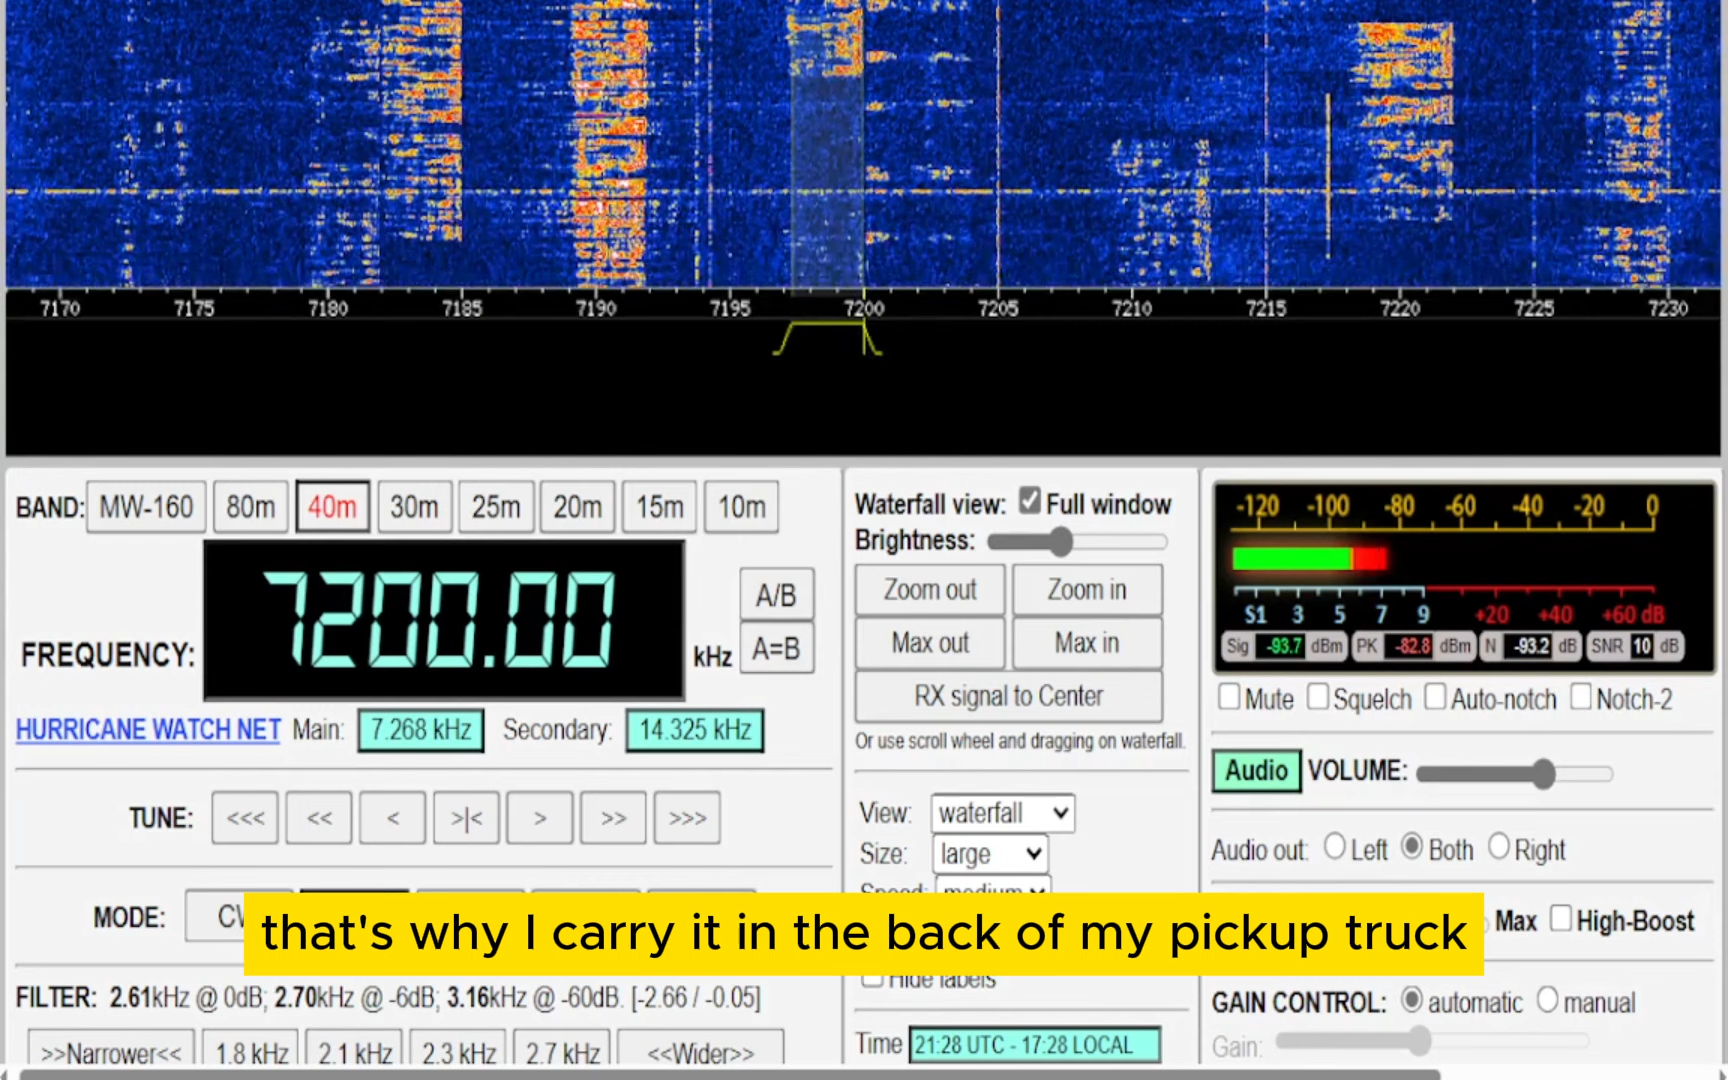 7170 7175 7180 7185 7190 7195 7200 7205 7210 7215 7220 7225 7230
BAND: MW-160 80m 40m 30m 25m 20m 15m 10m
FREQUENCY: 7200.00 kHz
A/B
A=B
HURRICANE WATCH NET Main: 7.268 kHz Secondary: 14.325 kHz
TUNE: <<< << < >|< > >> >>>
MODE:
FILTER: 2.61kHz @ 0dB; 2.70kHz @ -6dB; 3.16kHz @ -60dB. [-2.66 / -0.05]
>>Narrower<< 1.8 kHz 2.1 kHz 2.3 kHz 2.7 kHz <<Wider>>
Waterfall view: Full window
Brightness:
Zoom out Zoom in
Max out Max in
RX signal to Center
Or use scroll wheel and dragging on waterfall.
View: waterfall
Size: large
Speed: medium
Hide labels
Time 21:28 UTC - 17:28 LOCAL
-120 -100 -80 -60 -40 -20 0
S1 3 5 7 9 +20 +40 +60 dB
Sig -93.7 dBm PK -82.8 dBm N -93.2 dB SNR 10 dB
Mute Squelch Auto-notch Notch-2
Audio VOLUME:
Audio out: Left Both Right
Max High-Boost
GAIN CONTROL: automatic manual
Gain:
that's why I carry it in the back of my pickup truck